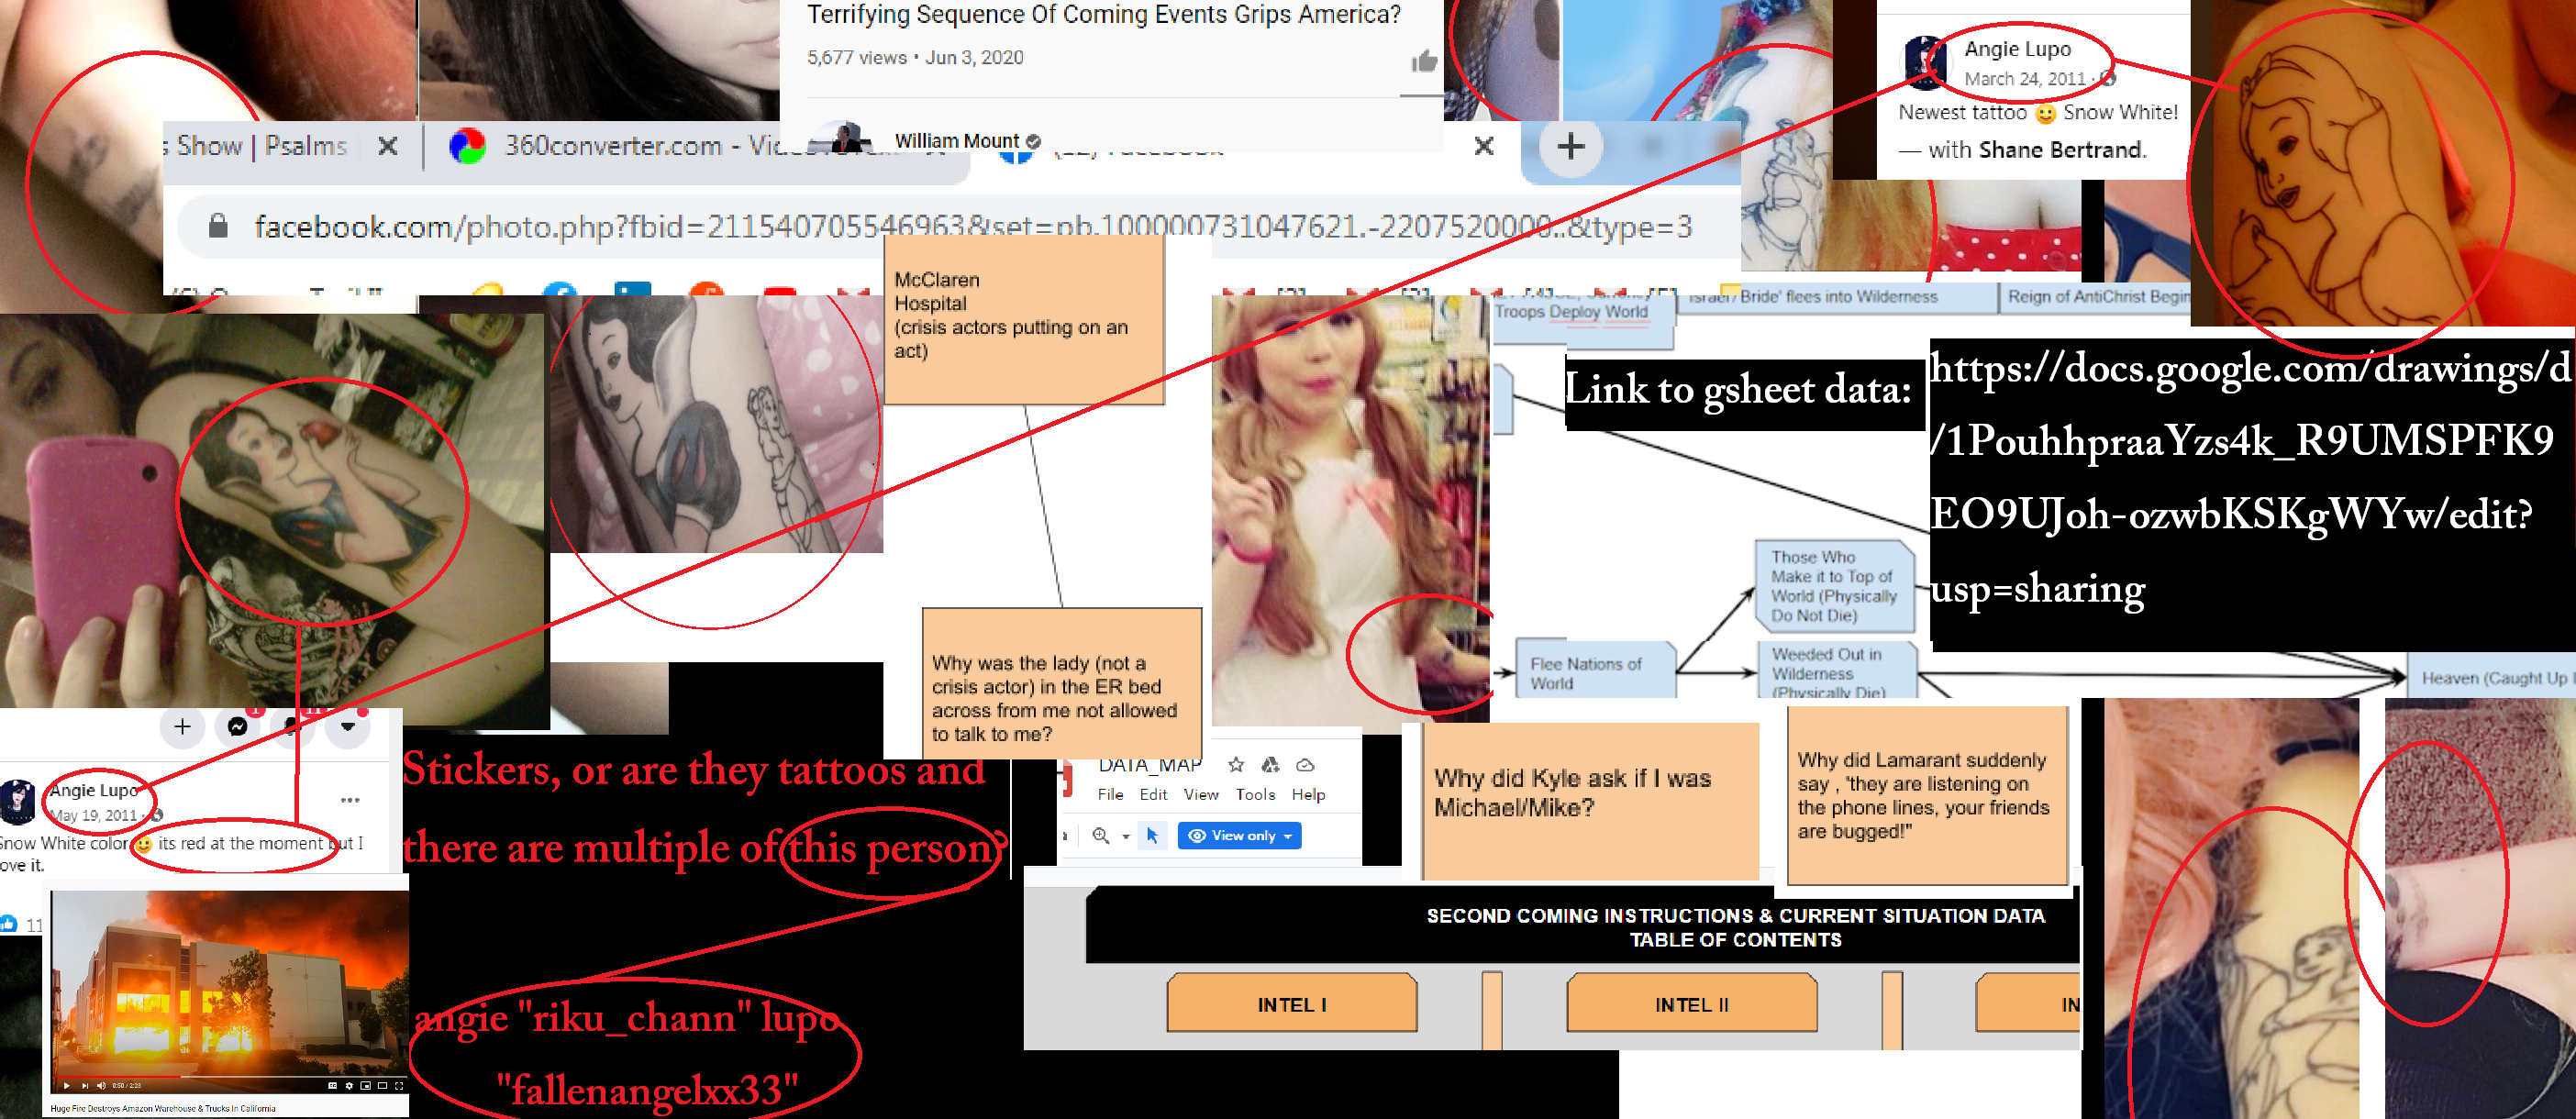 Terrifying Sequence Of Coming Events Grips America?
5,677 views • Jun 3, 2020
William Mount
Angie Lupo
March 24, 2011 ·
Newest tattoo 🙂 Snow White!
— with Shane Bertrand.
s Show | Psalms
360converter.com -
facebook.com/photo.php?fbid=211540705546963&set=pb.100000731047621.-2207520000..&type=3
McClaren
Hospital
(crisis actors putting on an
act)
Troops Deploy World
Israel/'Bride' flees into Wilderness
Reign of AntiChrist Begin
Link to gsheet data:
https://docs.google.com/drawings/d
/1PouhhpraaYzs4k_R9UMSPFK9
EO9UJoh-ozwbKSKgWYw/edit?
usp=sharing
Those Who
Make it to Top of
World (Physically
Do Not Die)
Flee Nations of
World
Weeded Out in
Wilderness
(Physically Die)
Heaven (Caught Up
Why was the lady (not a
crisis actor) in the ER bed
across from me not allowed
to talk to me?
Angie Lupo
May 19, 2011 ·
Snow White color 🙂 its red at the moment but I
love it.
11
Stickers, or are they tattoos and
there are multiple of this person?
DATA_MAP
File Edit View Tools Help
View only
Why did Kyle ask if I was
Michael/Mike?
Why did Lamarant suddenly
say , 'they are listening on
the phone lines, your friends
are bugged!"
SECOND COMING INSTRUCTIONS & CURRENT SITUATION DATA
TABLE OF CONTENTS
INTEL I
INTEL II
IN
0:50 / 2:23
Huge Fire Destroys Amazon Warehouse & Trucks In California
angie "riku_chann" lupo
"fallenangelxx33"